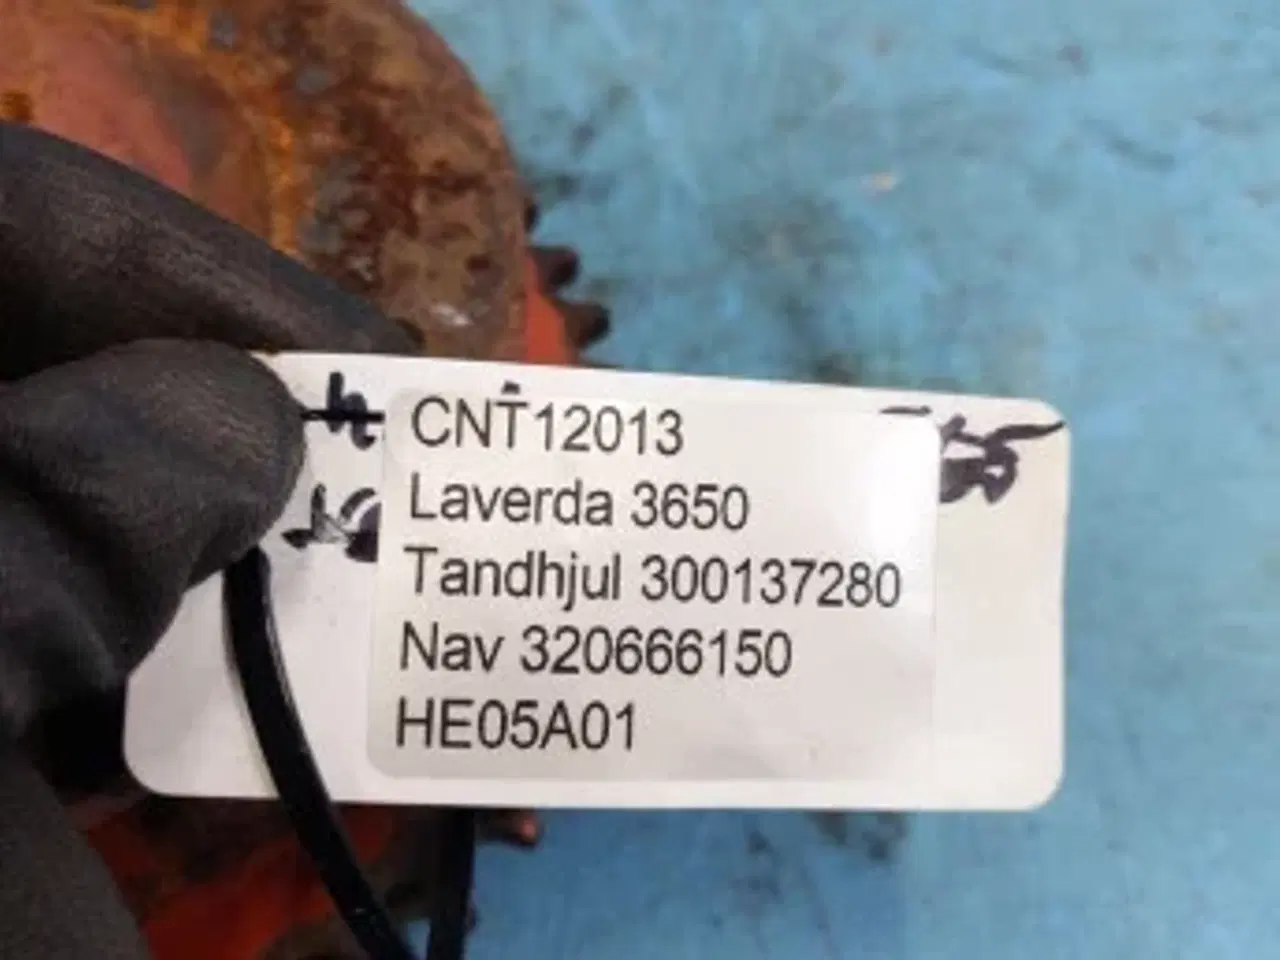 CNT12013
Laverda 3650
Tandhjul 300137280
Nav 320666150
HE05A01